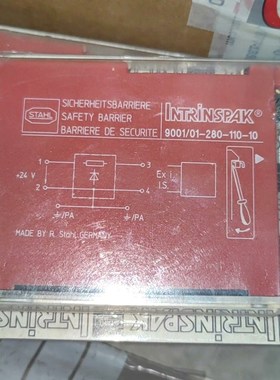 STAHL
SICHERHEITSBARRIERE
SAFETY BARRIER
BARRIERE DE SECURITE
INTRINSPAK®
9001/01-280-110-10
1
3
+24 V
2
4
Ex i
I.S.
/PA
/PA
MADE BY R. Stahl, GERMANY
INTRINSPAK